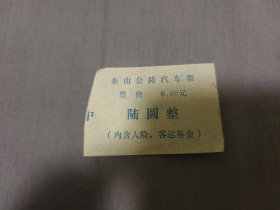 泰山公路汽车票
票价 6.00元
陆圆整
(内含人险,客运基金)